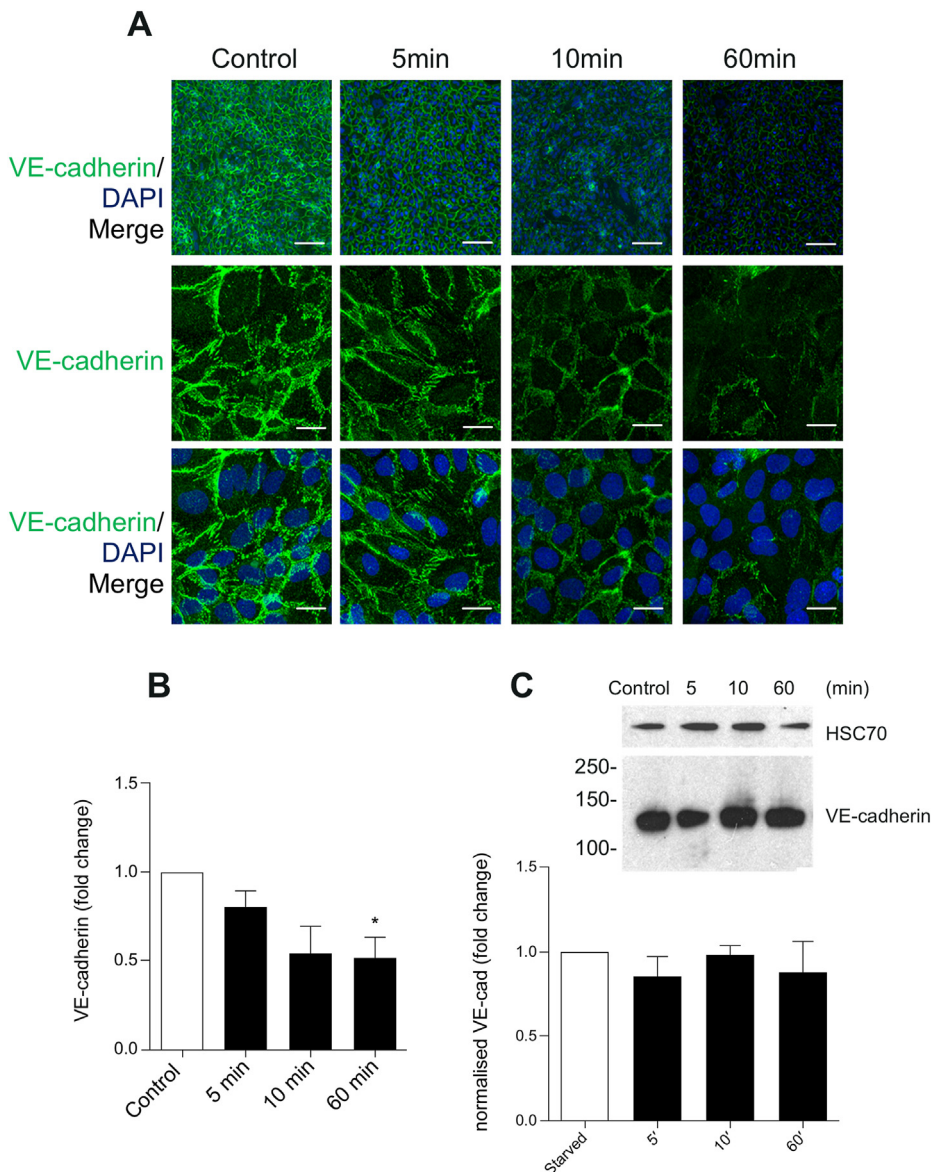 A
Control 5min 10min 60min
VE-cadherin/
DAPI
Merge
VE-cadherin
VE-cadherin/
DAPI
Merge
B
VE-cadherin (fold change)
1.5
1.0
0.5
0.0
*
Control 5 min 10 min 60 min
C
Control 5 10 60 (min)
HSC70
250-
150-
VE-cadherin
100-
normalised VE-cad (fold change)
1.5
1.0
0.5
0.0
Starved 5′ 10′ 60′